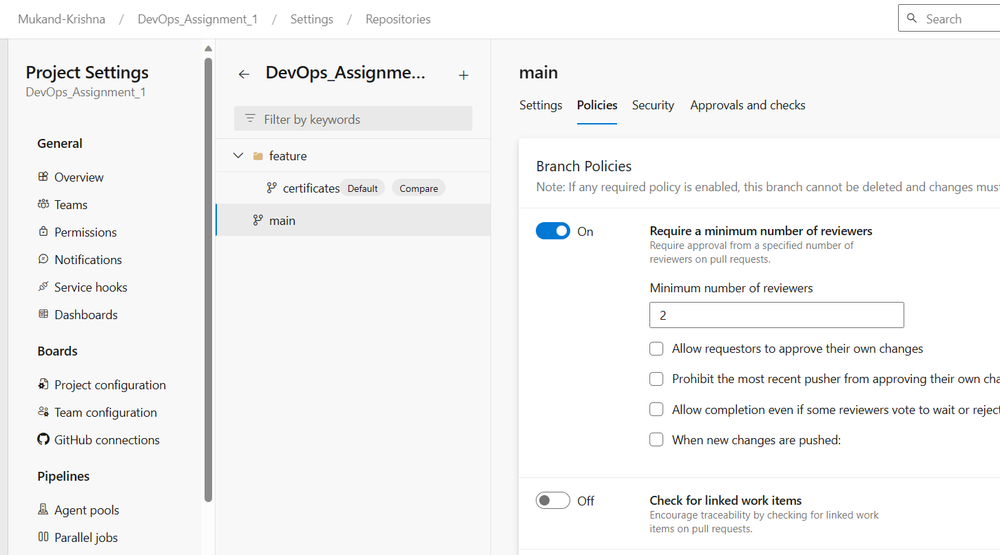 Mukand-Krishna / DevOps_Assignment_1 / Settings / Repositories
Search
Project Settings
DevOps_Assignment_1
General
Overview
Teams
Permissions
Notifications
Service hooks
Dashboards
Boards
Project configuration
Team configuration
GitHub connections
Pipelines
Agent pools
Parallel jobs
DevOps_Assignme...
Filter by keywords
feature
certificates Default Compare
main
main
Settings Policies Security Approvals and checks
Branch Policies
Note: If any required policy is enabled, this branch cannot be deleted and changes must
On
Require a minimum number of reviewers
Require approval from a specified number of
reviewers on pull requests.
Minimum number of reviewers
2
Allow requestors to approve their own changes
Prohibit the most recent pusher from approving their own cha
Allow completion even if some reviewers vote to wait or reject
When new changes are pushed:
Off
Check for linked work items
Encourage traceability by checking for linked work
items on pull requests.